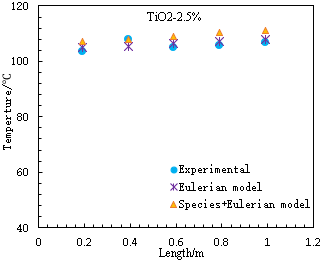 TiO2-2.5%
120
100
80
60
40
Temperture/°C
Experimental
Eulerian model
Species+Eulerian model
0 0.2 0.4 0.6 0.8 1 1.2
Length/m